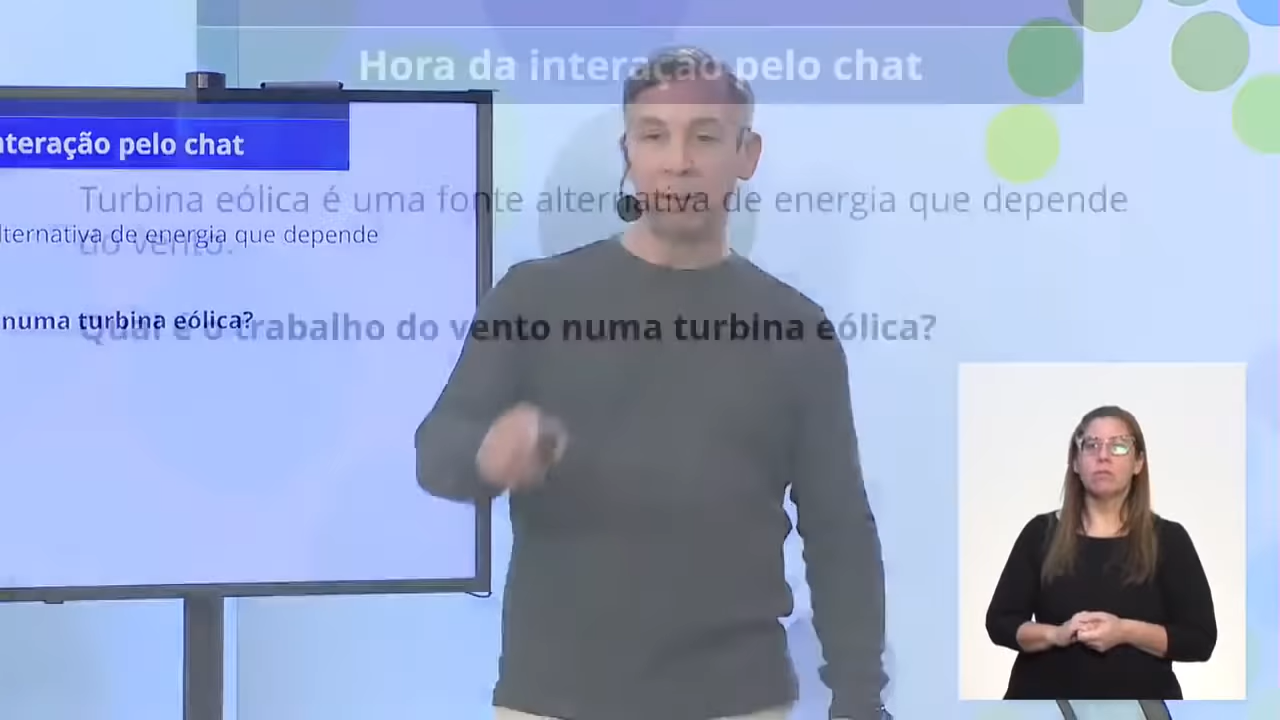 Hora da interação pelo chat
nteração pelo chat
Turbina eólica é uma fonte alternativa de energia que depende
do vento.
lternativa de energia que depende
Qual é o trabalho do vento numa turbina eólica?
numa turbina eólica?